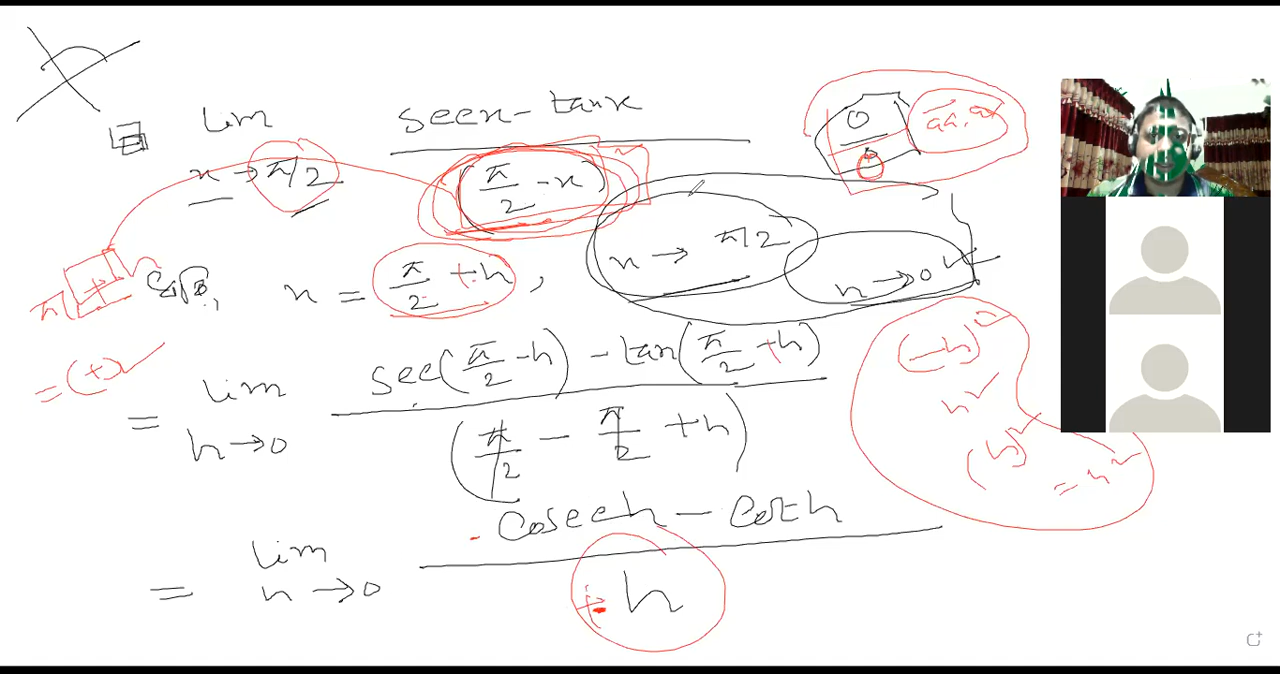 lim x→π/2 secx - tanx / (π/2 - x)
0/0
ধরি, x = π/2 + h, x → π/2 h → 0
= lim h→0 sec(π/2 - h) - tan(π/2 + h) / (π/2 - π/2 + h)
(-h)²
h²
(h)² = h²
= lim h→0 cosech - coth / h